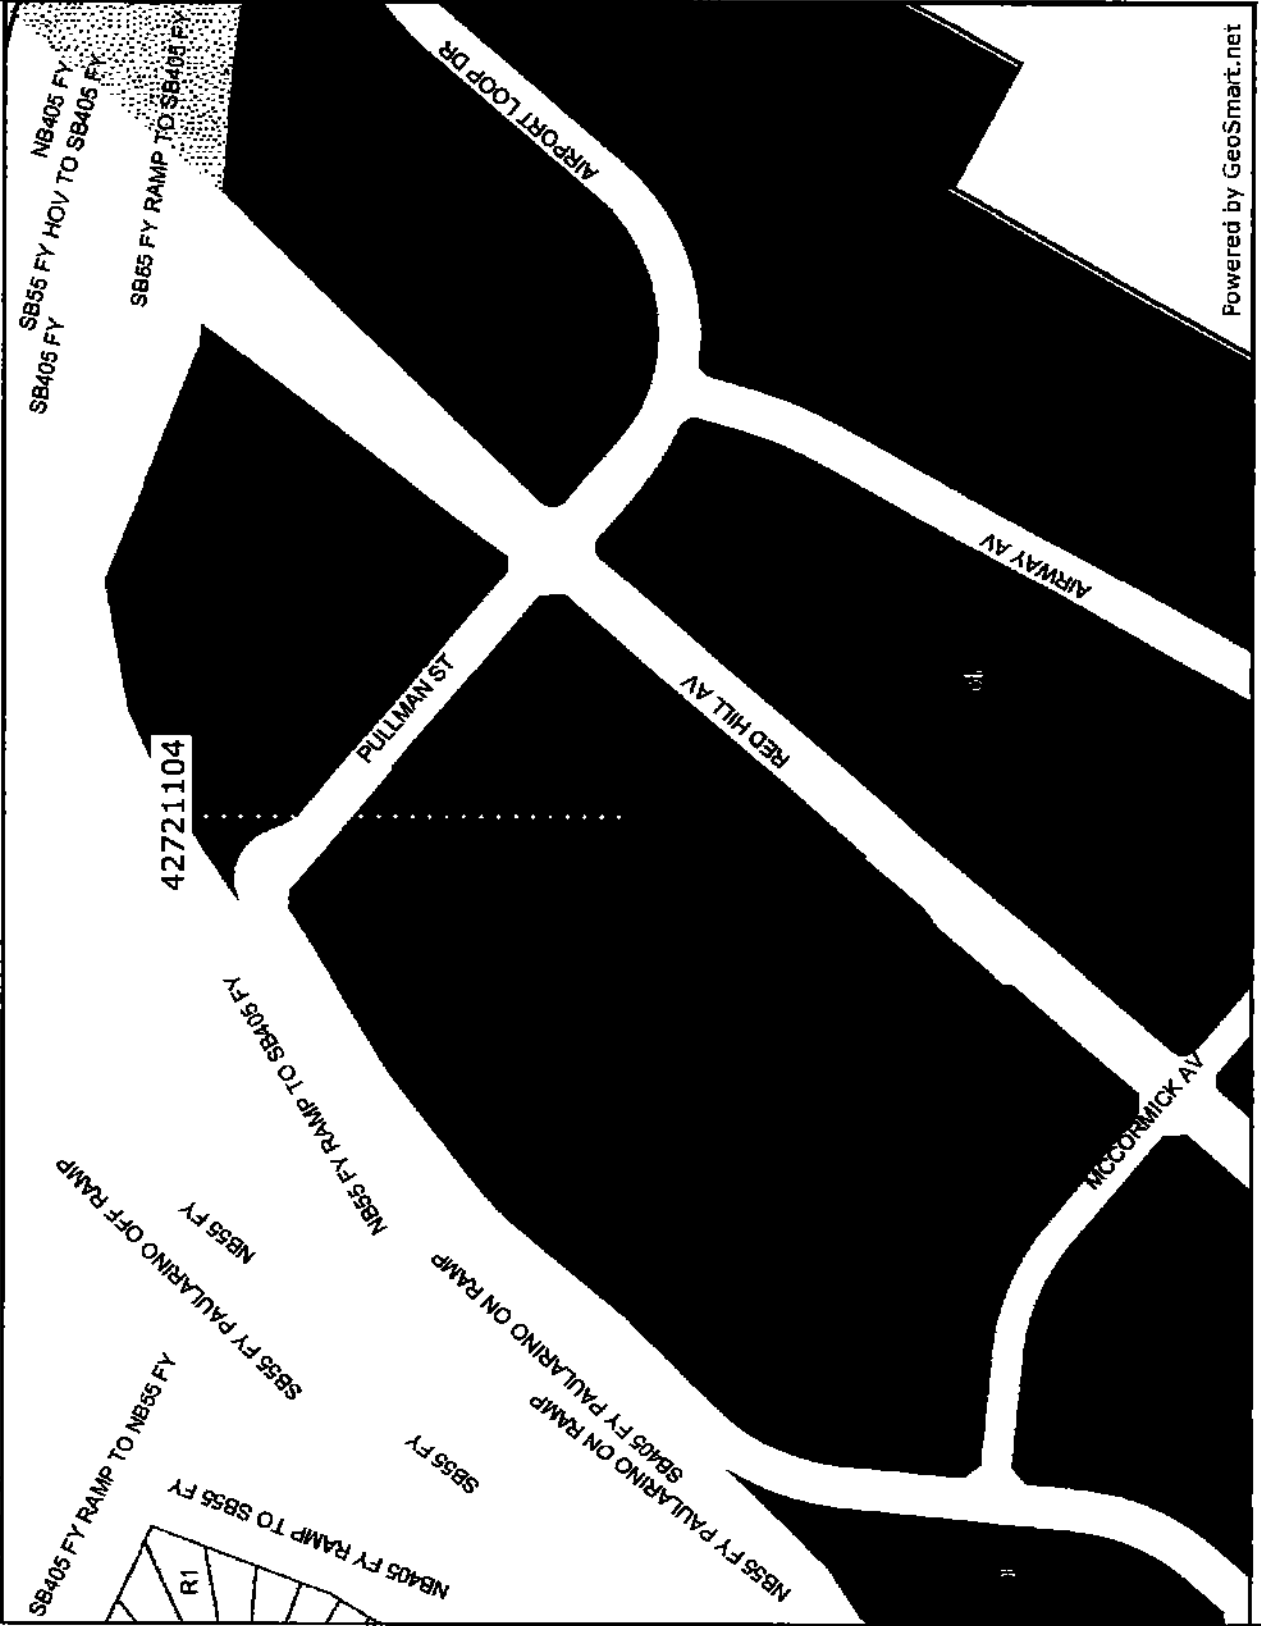 NB405 FY
SB55 FY HOV TO SB405 FY
SB405 FY
SB55 FY RAMP TO SB405 FY
AIRPORT LOOP DR
Powered by GeoSmart.net
AIRWAY AV
PULLMAN ST
RED HILL AV
42721104
NB55 FY RAMP TO SB405 FY
MCCORMICK AV
SB55 FY PAULARINO OFF RAMP
NB55 FY
SB405 FY PAULARINO ON RAMP
NB55 FY PAULARINO ON RAMP
SB55 FY
SB405 FY RAMP TO NB55 FY
NB405 FY RAMP TO SB55 FY
R1